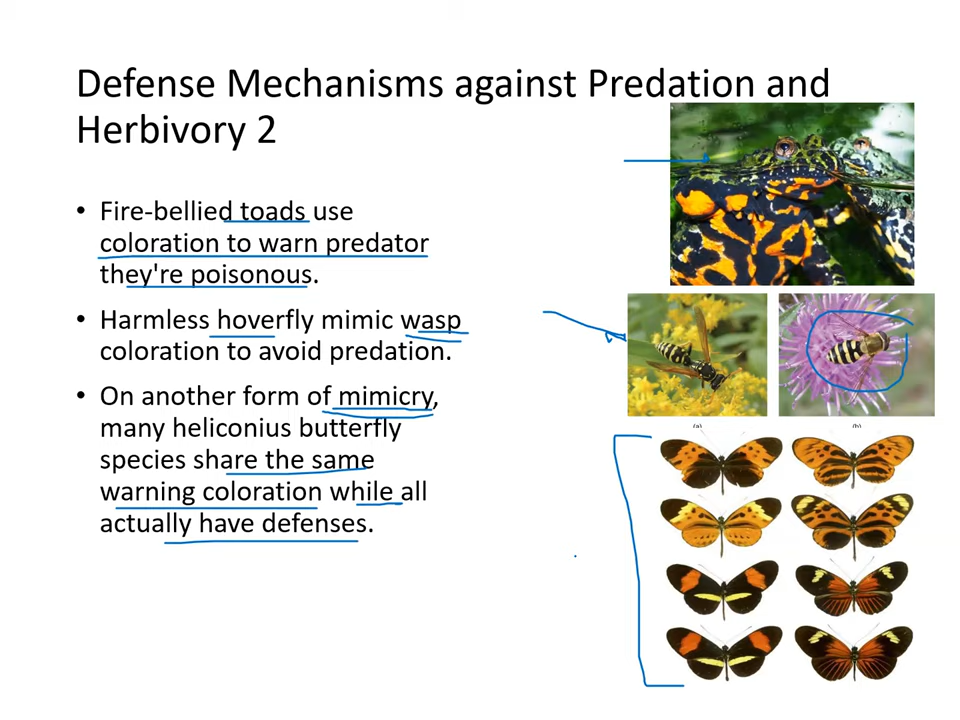 Defense Mechanisms against Predation and
Herbivory 2
• Fire-bellied toads use
coloration to warn predator
they're poisonous.
• Harmless hoverfly mimic wasp
coloration to avoid predation.
• On another form of mimicry,
many heliconius butterfly
species share the same
warning coloration while all
actually have defenses.
(a)
(b)